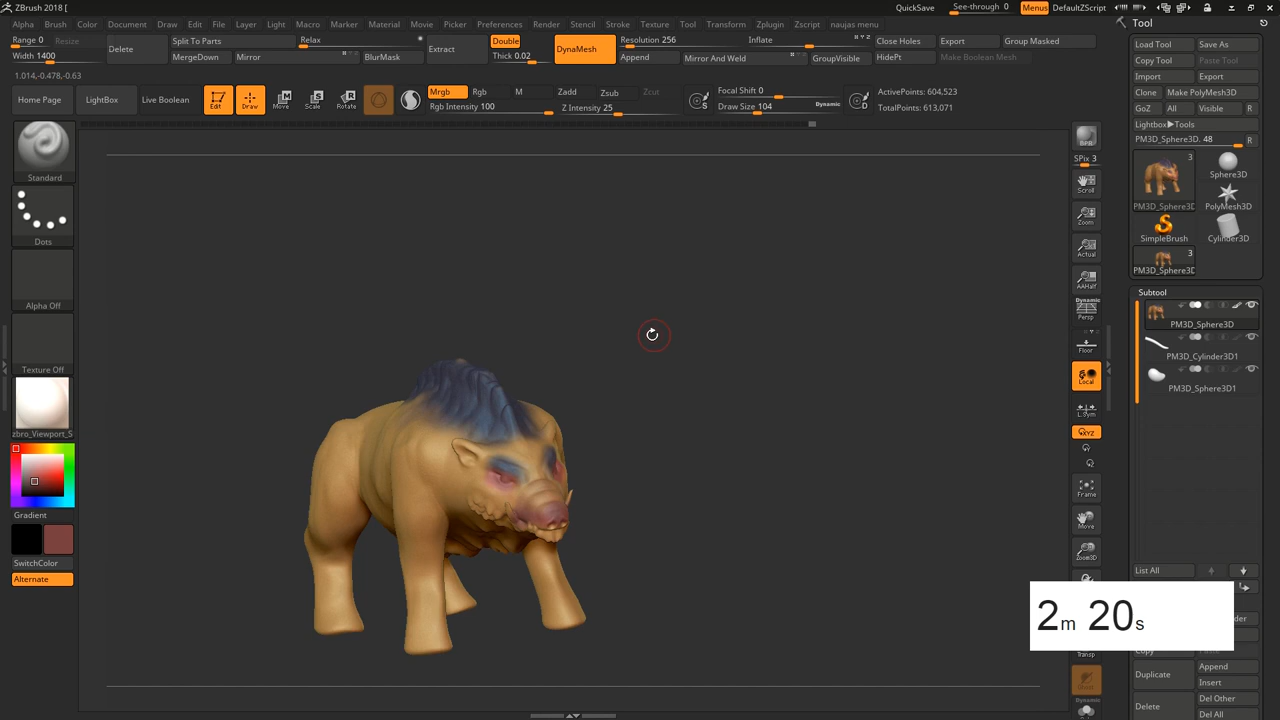 ZBrush 2018 [
QuickSave See-through 0 Menus DefaultZScript
Alpha Brush Color Document Draw Edit File Layer Light Macro Marker Material Movie Picker Preferences Render Stencil Stroke Texture Tool Transform Zplugin Zscript naujas menu
Tool
Range 0 Resize Delete Split To Parts Relax Extract Double DynaMesh Resolution 256 Inflate Close Holes Export Group Masked
Width 1400 MergeDown Mirror BlurMask Thick 0.02 Append Mirror And Weld GroupVisible HidePt Make Boolean Mesh
1.014,-0.478,-0.63
Home Page LightBox Live Boolean Edit Draw Move Scale Rotate
Mrgb Rgb M Zadd Zsub Zcut Focal Shift 0 ActivePoints: 604,523
Rgb Intensity 100 Z Intensity 25 Draw Size 104 Dynamic TotalPoints: 613,071
Load Tool Save As
Copy Tool Paste Tool
Import Export
Clone Make PolyMesh3D
GoZ All Visible R
Lightbox▶Tools
PM3D_Sphere3D. 48 R
3
Sphere3D
PM3D_Sphere3D PolyMesh3D
SimpleBrush Cylinder3D
3
PM3D_Sphere3D
Subtool
PM3D_Sphere3D
PM3D_Cylinder3D1
PM3D_Sphere3D1
List All
Copy
Duplicate Append
Insert
Delete Del Other
Del All
Standard
Dots
Alpha Off
Texture Off
zbro_Viewport_S
Gradient
SwitchColor
Alternate
BPR
SPix 3
Scroll
Zoom
Actual
AAHalf
Dynamic
Persp
Floor
Local
L.Sym
XYZ
Frame
Move
Zoom3D
Transp
Dynamic
2m 20s